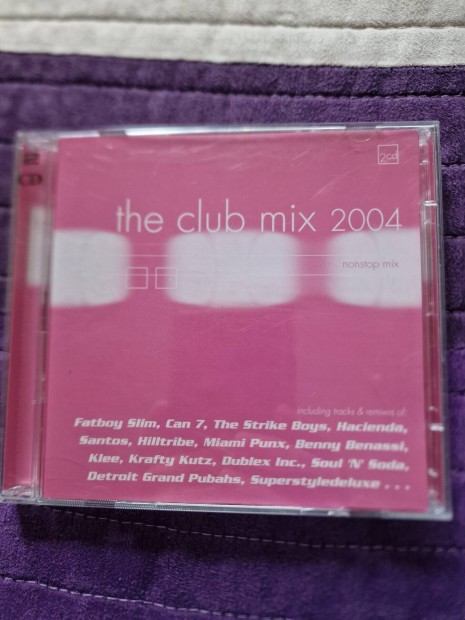 2cd
the club mix 2004
nonstop mix
including tracks & remixes of:
Fatboy Slim, Can 7, The Strike Boys, Hacienda,
Santos, Hilltribe, Miami Punx, Benny Benassi,
Klee, Krafty Kutz, Dublex Inc., Soul 'N' Soda,
Detroit Grand Pubahs, Superstyledeluxe . . .